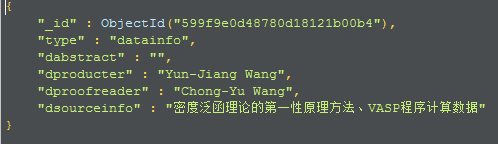 {
"_id" : ObjectId("599f9e0d48780d18121b00b4"),
"type" : "datainfo",
"dabstract" : "",
"dproducter" : "Yun-Jiang Wang",
"dproofreader" : "Chong-Yu Wang",
"dsourceinfo" : "密度泛函理论的第一性原理方法、VASP程序计算数据"
}